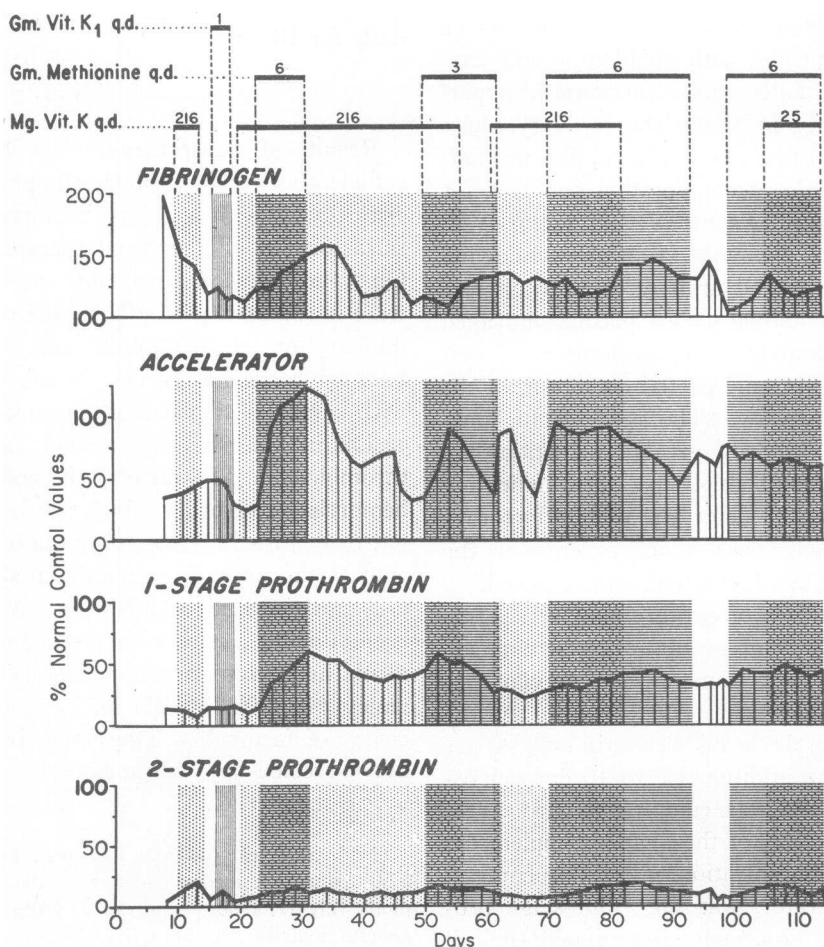 Gm. Vit. K1 q.d. 1
Gm. Methionine q.d. 6 3 6 6
Mg. Vit. K q.d. 216 216 216 25
FIBRINOGEN
200
150
100
ACCELERATOR
100
50
0
1-STAGE PROTHROMBIN
100
50
0
% Normal Control Values
2-STAGE PROTHROMBIN
100
50
0
0 10 20 30 40 50 60 70 80 90 100 110
Days